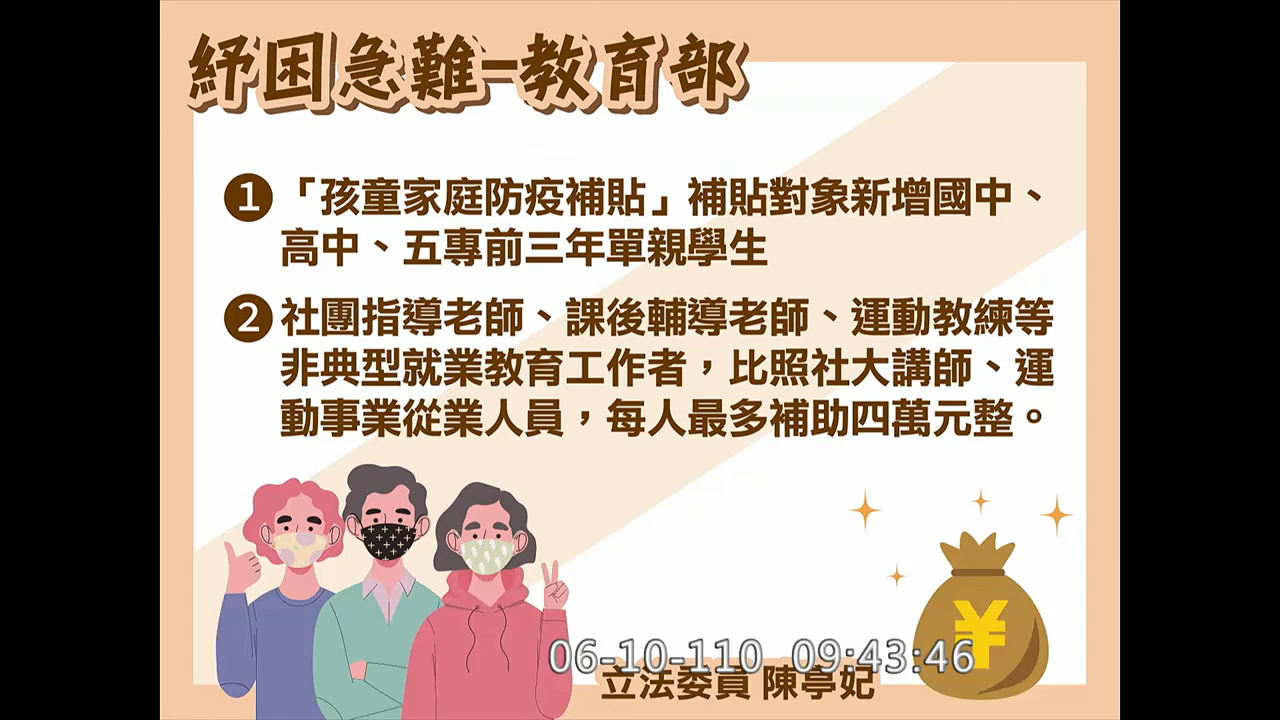 紓困急難-教育部
1 「孩童家庭防疫補貼」補貼對象新增國中、
高中、五專前三年單親學生
2 社團指導老師、課後輔導老師、運動教練等
非典型就業教育工作者，比照社大講師、運
動事業從業人員，每人最多補助四萬元整。
¥
06-10-110 09:43:46
立法委員 陳亭妃